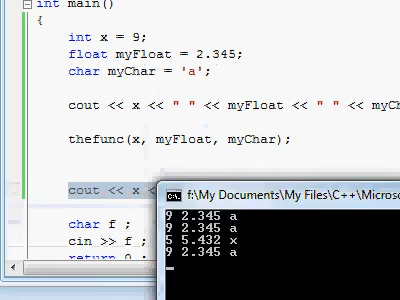 int main()
{
int x = 9;
float myFloat = 2.345;
char myChar = 'a';
cout << x << " " << myFloat << " " << myCh
thefunc(x, myFloat, myChar);
cout << x <
char f ;
cin >> f ;
return 0 ;
f:\My Documents\My Files\C++\Microso
9 2.345 a
9 2.345 a
5 5.432 x
9 2.345 a